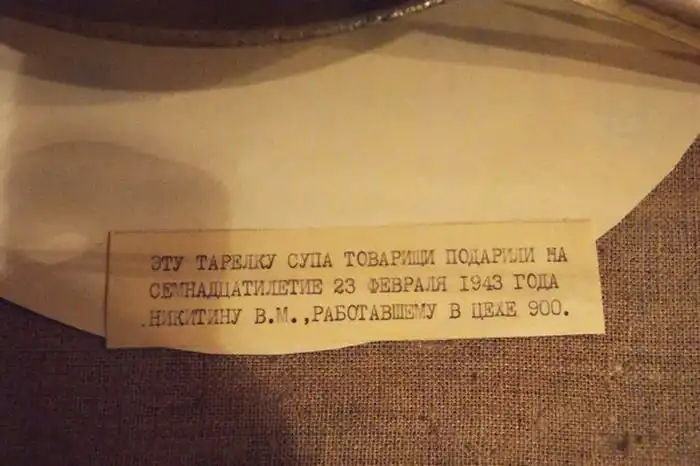 ЭТУ ТАРЕЛКУ СУПА ТОВАРИЩИ ПОДАРИЛИ НА
СЕМНАДЦАТИЛЕТИЕ 23 ФЕВРАЛЯ 1943 ГОДА
НИКИТИНУ В.М.,РАБОТАВШЕМУ В ЦЕХЕ 900.